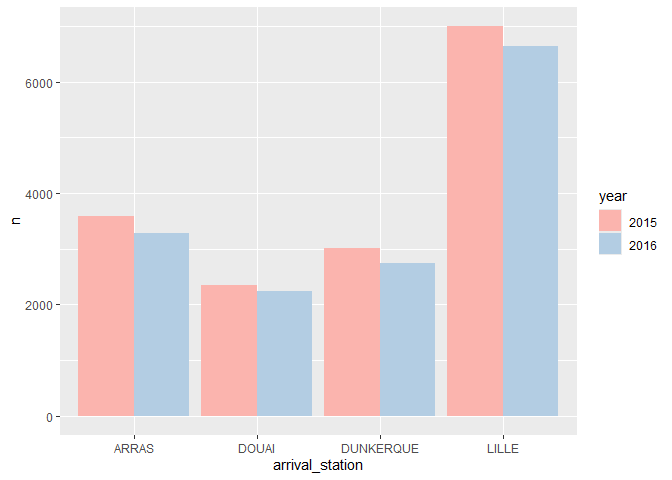 6000
4000
2000
0
n
ARRAS DOUAI DUNKERQUE LILLE
arrival_station
year
2015
2016